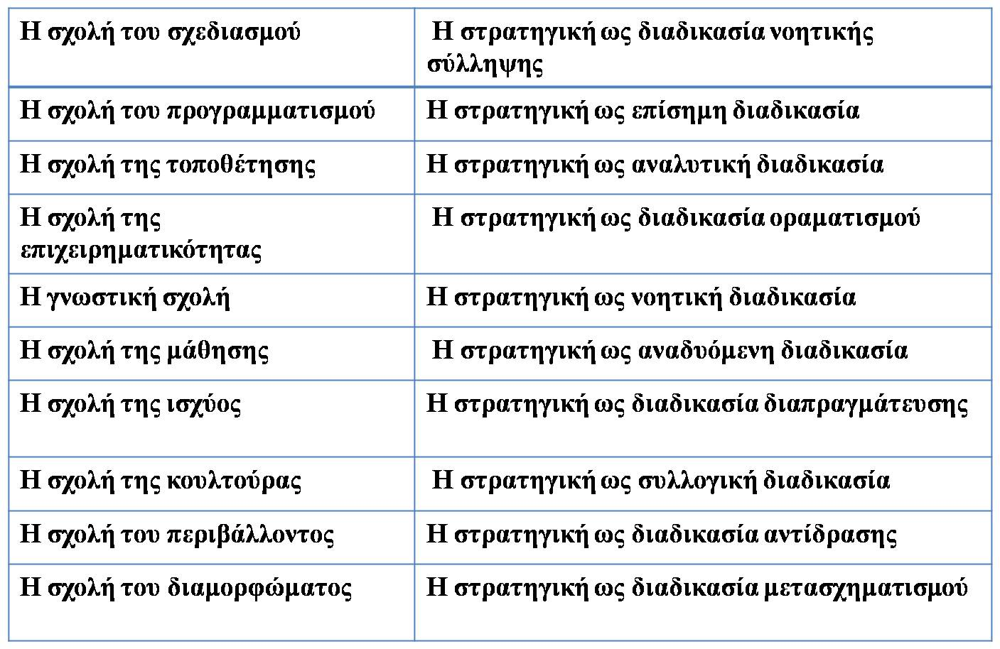 Η σχολή του σχεδιασμού
Η στρατηγική ως διαδικασία νοητικής
σύλληψης
Η σχολή του προγραμματισμού
Η στρατηγική ως επίσημη διαδικασία
Η σχολή της τοποθέτησης
Η στρατηγική ως αναλυτική διαδικασία
Η σχολή της
επιχειρηματικότητας
Η στρατηγική ως διαδικασία οραματισμού
Η γνωστική σχολή
Η στρατηγική ως νοητική διαδικασία
Η σχολή της μάθησης
Η στρατηγική ως αναδυόμενη διαδικασία
Η σχολή της ισχύος
Η στρατηγική ως διαδικασία διαπραγμάτευσης
Η σχολή της κουλτούρας
Η στρατηγική ως συλλογική διαδικασία
Η σχολή του περιβάλλοντος
Η στρατηγική ως διαδικασία αντίδρασης
Η σχολή του διαμορφώματος
Η στρατηγική ως διαδικασία μετασχηματισμού